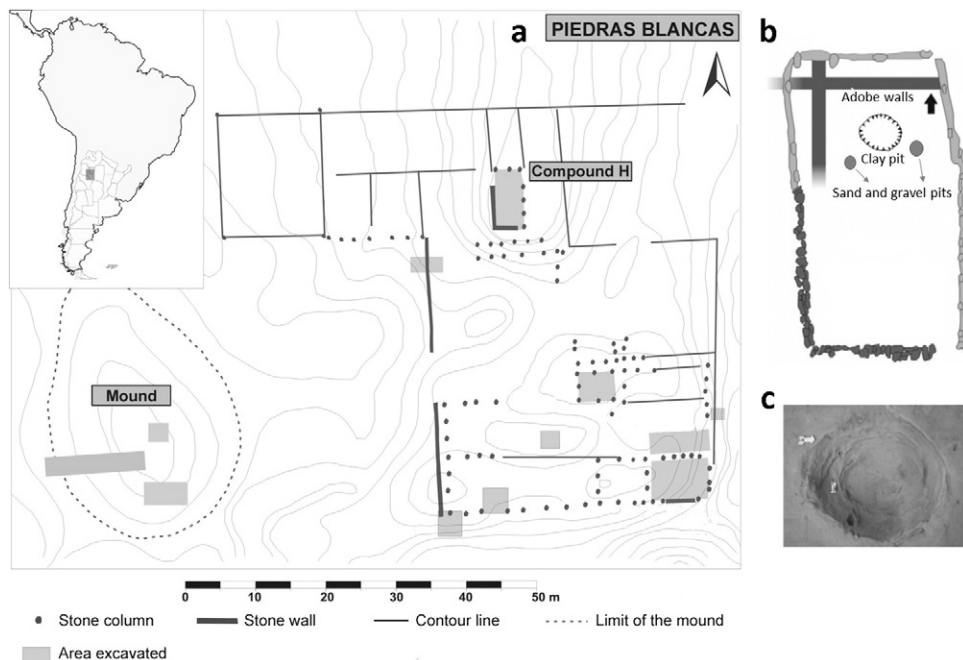 a
PIEDRAS BLANCAS
Compound H
Mound
0 10 20 30 40 50 m
Stone column
Stone wall
Contour line
Limit of the mound
Area excavated
b
Adobe walls
Clay pit
Sand and gravel pits
c